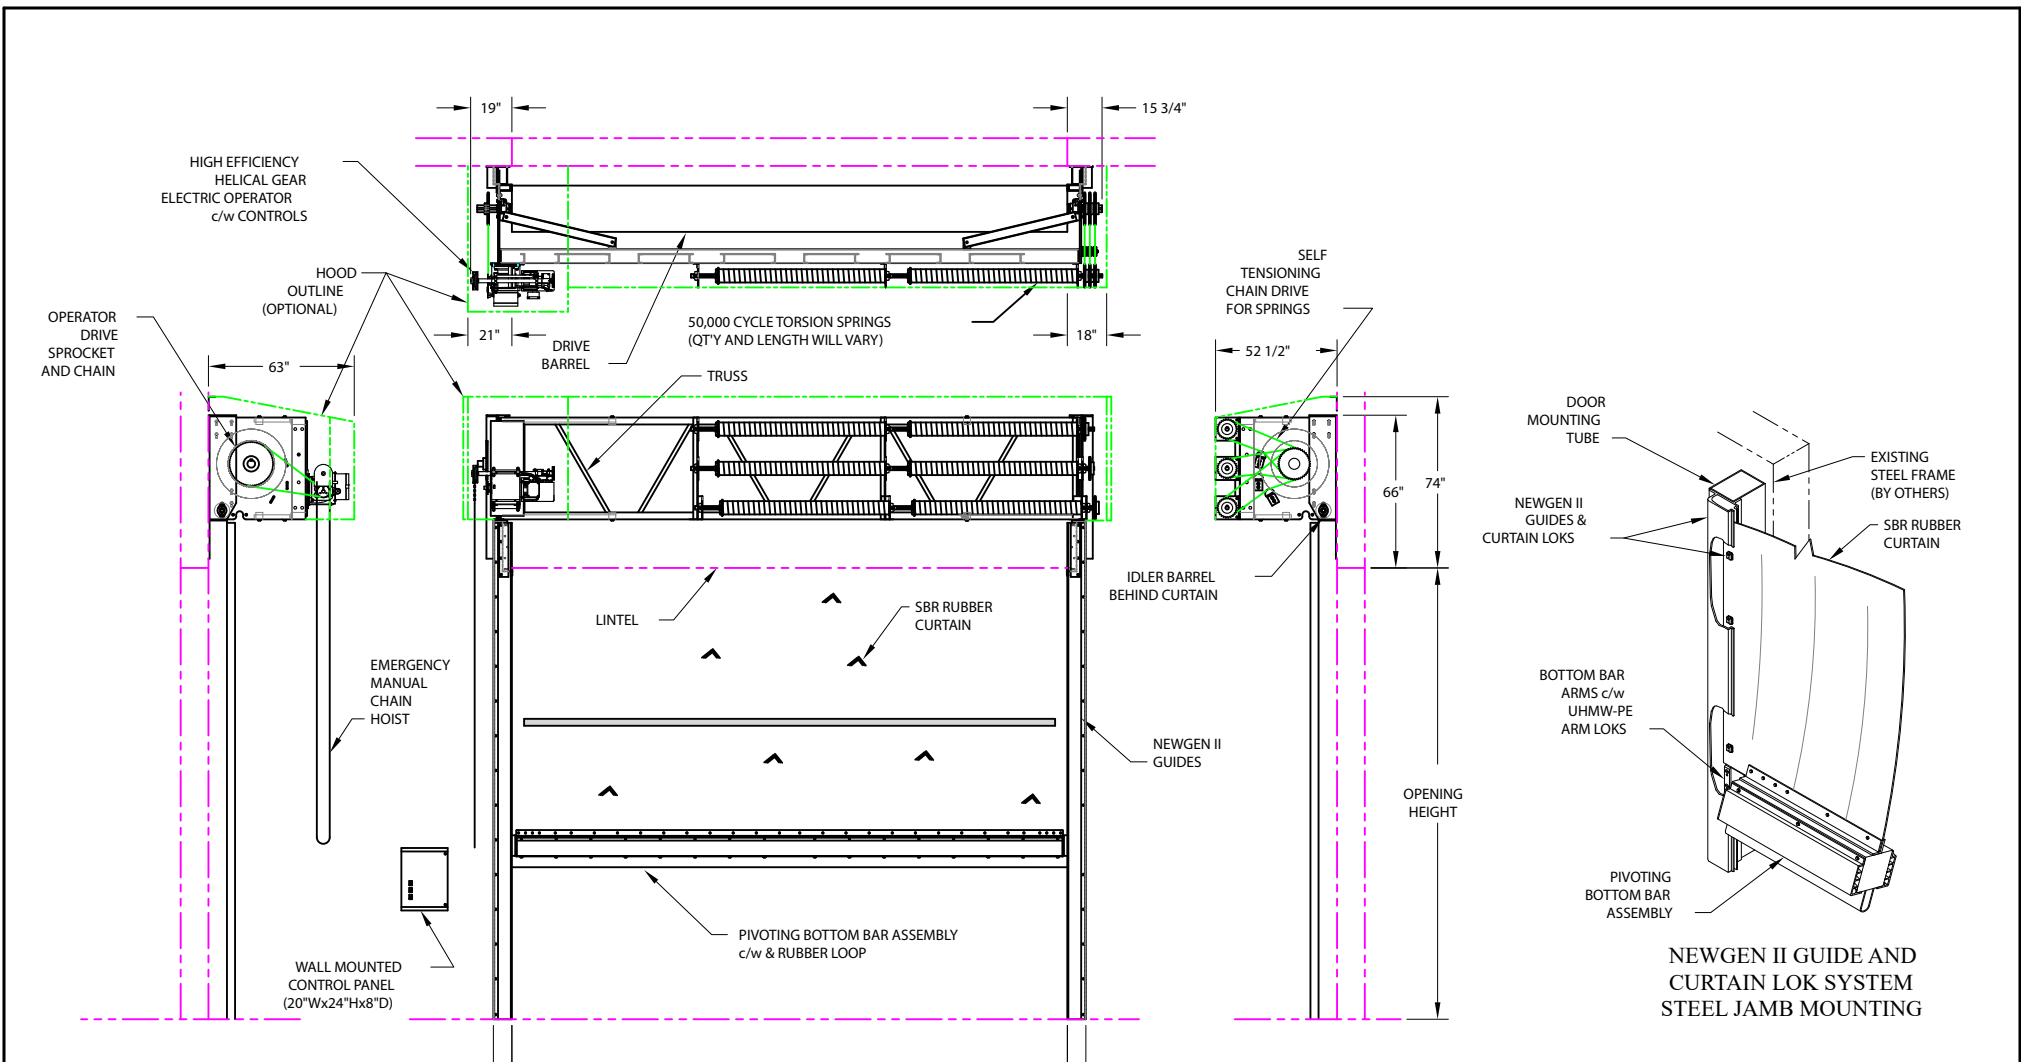 19"
15 3/4"
HIGH EFFICIENCY
HELICAL GEAR
ELECTRIC OPERATOR
c/w CONTROLS
HOOD
OUTLINE
(OPTIONAL)
OPERATOR
DRIVE
SPROCKET
AND CHAIN
63"
21"
DRIVE
BARREL
50,000 CYCLE TORSION SPRINGS
(QT'Y AND LENGTH WILL VARY)
18"
SELF
TENSIONING
CHAIN DRIVE
FOR SPRINGS
52 1/2"
TRUSS
66"
74"
DOOR
MOUNTING
TUBE
EXISTING
STEEL FRAME
(BY OTHERS)
NEWGEN II
GUIDES &
CURTAIN LOKS
SBR RUBBER
CURTAIN
IDLER BARREL
BEHIND CURTAIN
LINTEL
SBR RUBBER
CURTAIN
EMERGENCY
MANUAL
CHAIN
HOIST
NEWGEN II
GUIDES
OPENING
HEIGHT
BOTTOM BAR
ARMS c/w
UHMW-PE
ARM LOKS
PIVOTING
BOTTOM BAR
ASSEMBLY
WALL MOUNTED
CONTROL PANEL
(20"Wx24"Hx8"D)
PIVOTING BOTTOM BAR ASSEMBLY
c/w & RUBBER LOOP
NEWGEN II GUIDE AND
CURTAIN LOK SYSTEM
STEEL JAMB MOUNTING